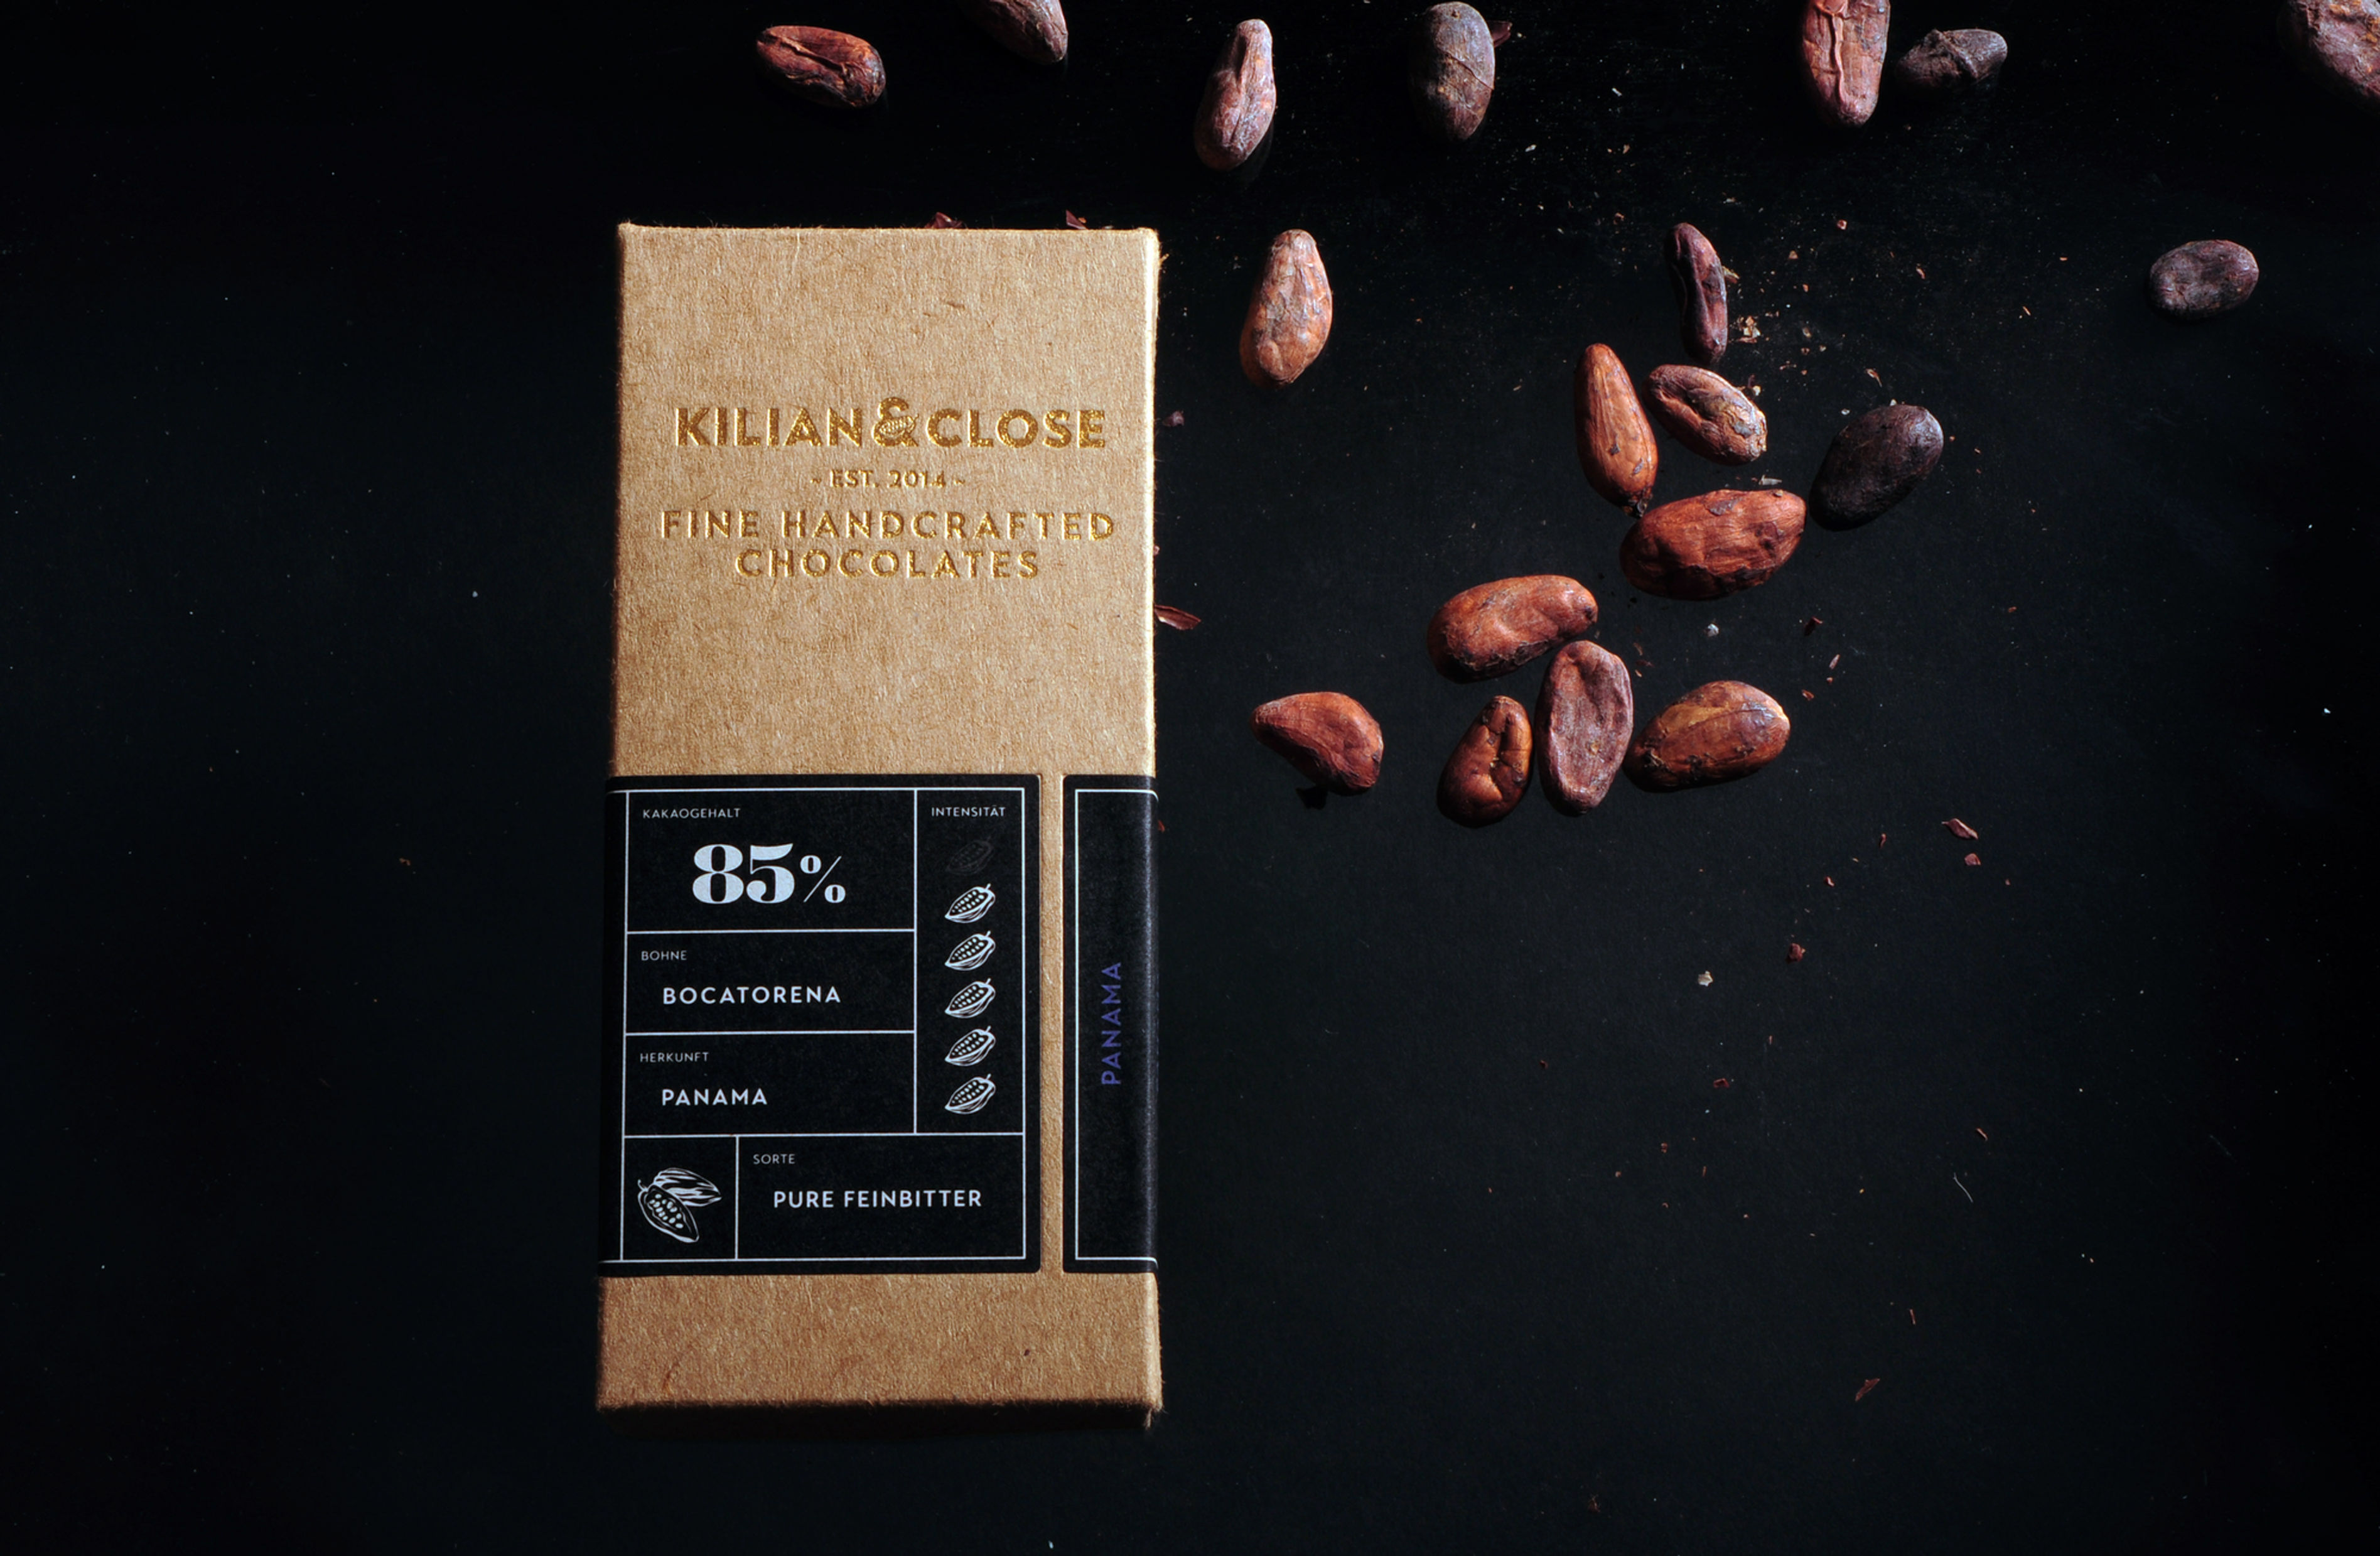 KILIAN&CLOSE
- EST. 2014 -
FINE HANDCRAFTED
CHOCOLATES
KAKAOGEHALT
85%
INTENSITÄT
BOHNE
BOCATORENA
HERKUNFT
PANAMA
SORTE
PURE FEINBITTER
PANAMA